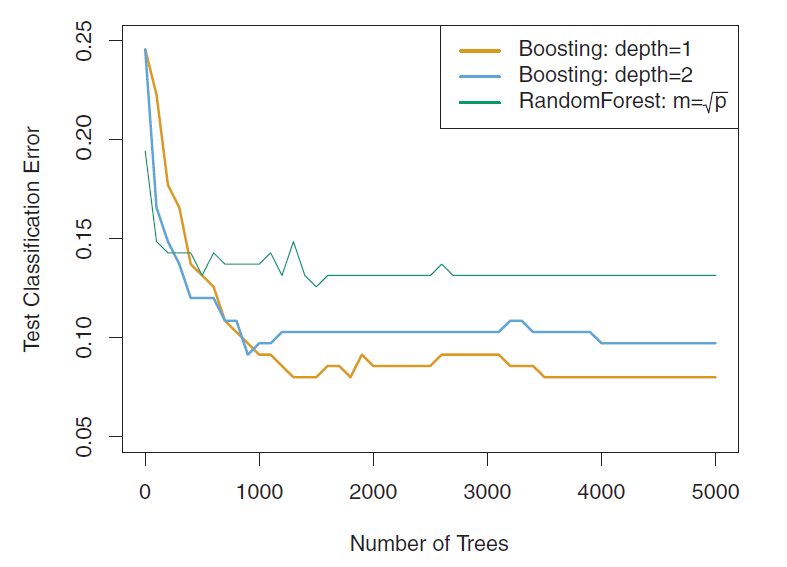 Boosting: depth=1
Boosting: depth=2
RandomForest: m=√p
Test Classification Error
0.25
0.20
0.15
0.10
0.05
0 1000 2000 3000 4000 5000
Number of Trees